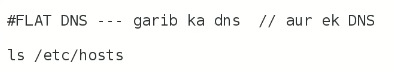 #FLAT DNS --- garib ka dns // aur ek DNS
ls /etc/hosts